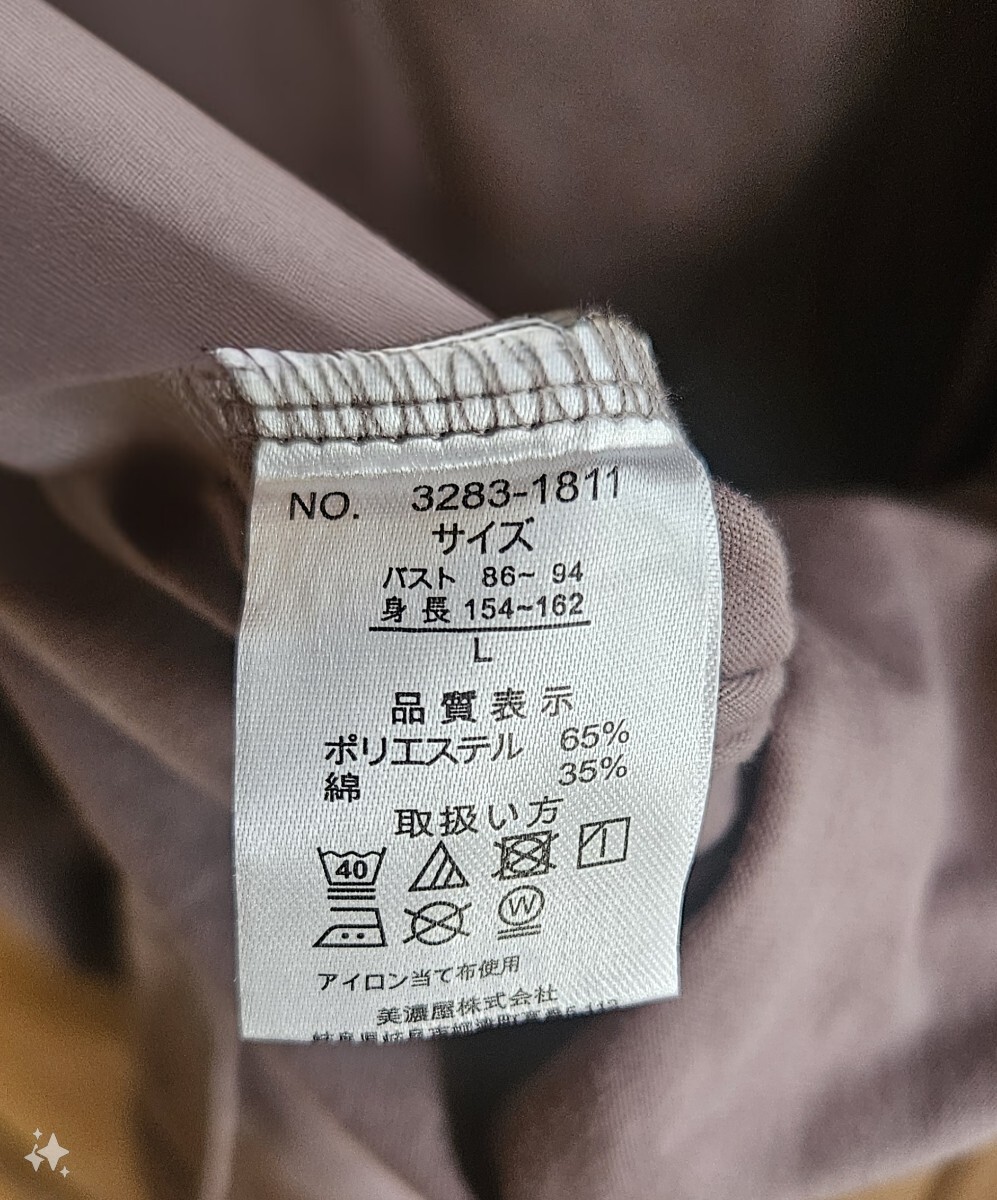 NO. 3283-1811
サイズ
バスト 86~ 94
身長 154~162
L
品質表示
ポリエステル 65%
綿 35%
取扱い方
40
W
アイロン当て布使用
美濃屋株式会社